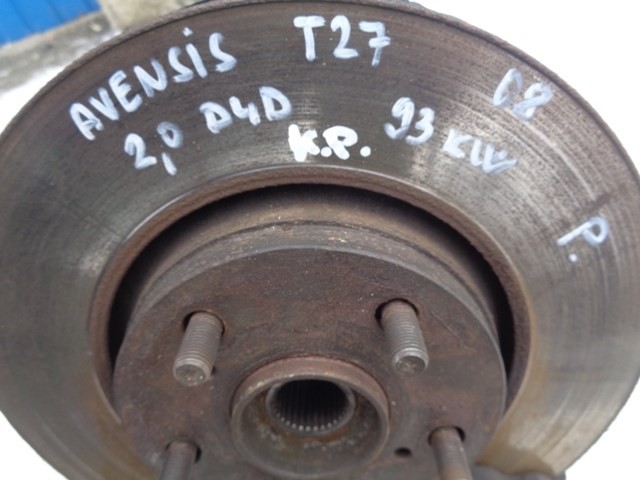 AVENSIS T27 08
2,0 D4D 93 KW
K.P. P.